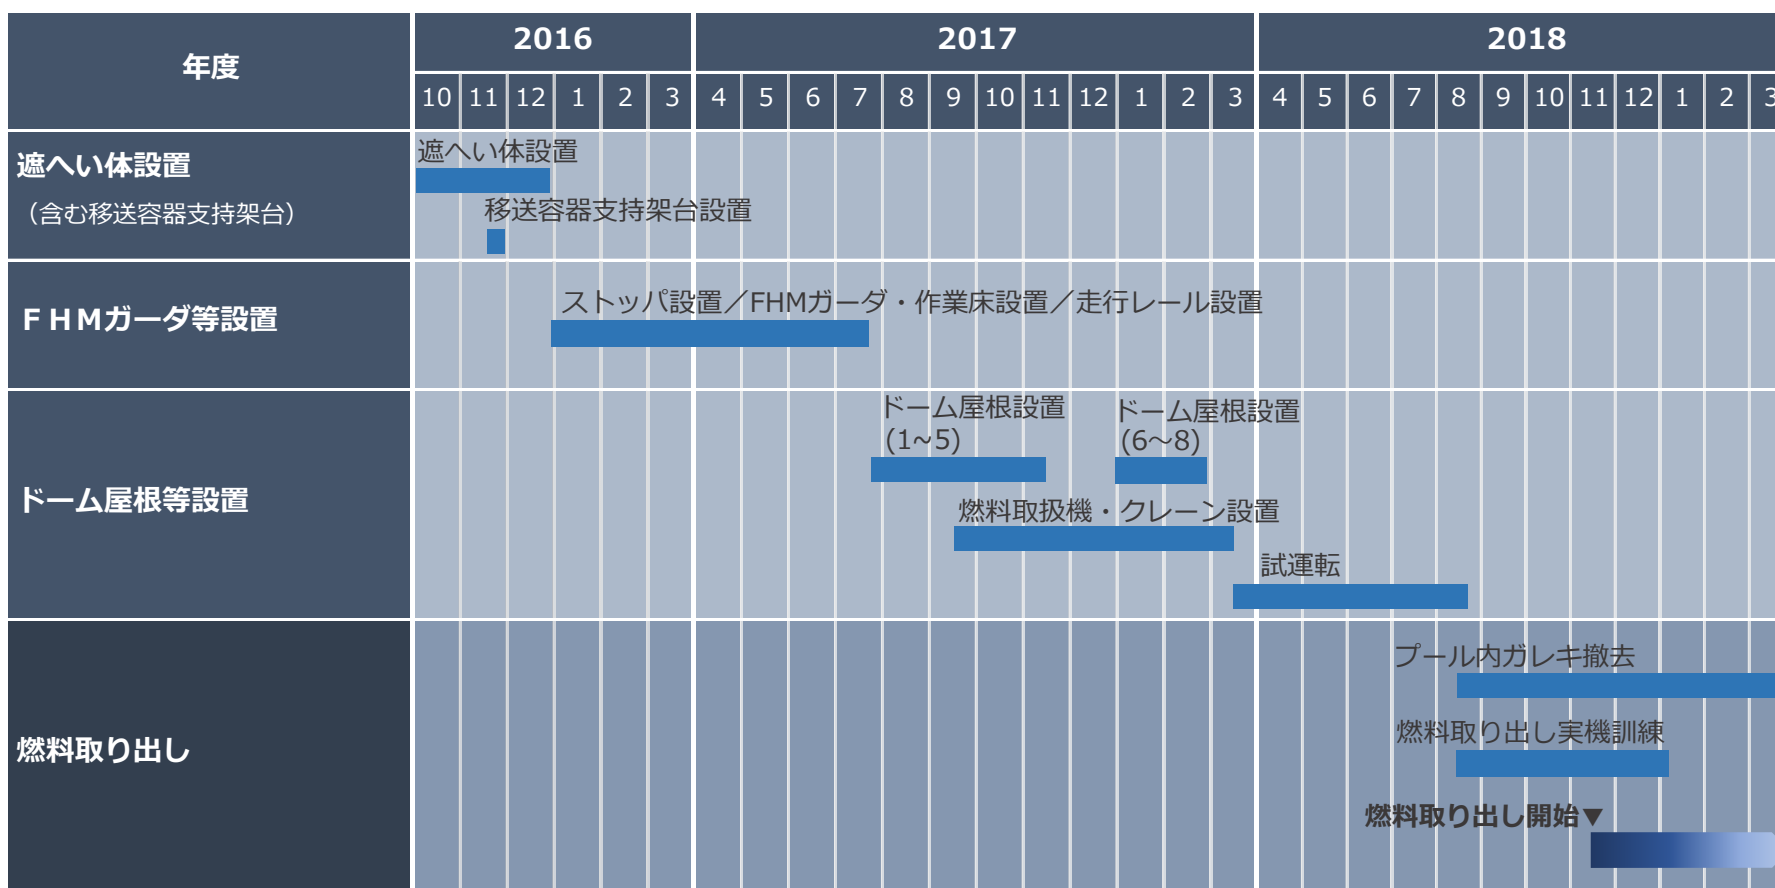 年度
2016
2017
2018
10 11 12 1 2 3 4 5 6 7 8 9 10 11 12 1 2 3 4 5 6 7 8 9 10 11 12 1 2 3
遮へい体設置
（含む移送容器支持架台）
遮へい体設置
移送容器支持架台設置
ＦＨＭガーダ等設置
ストッパ設置／FHMガーダ・作業床設置／走行レール設置
ドーム屋根等設置
ドーム屋根設置
(1~5)
ドーム屋根設置
(6～8)
燃料取扱機・クレーン設置
試運転
燃料取り出し
プール内ガレキ撤去
燃料取り出し実機訓練
燃料取り出し開始▼